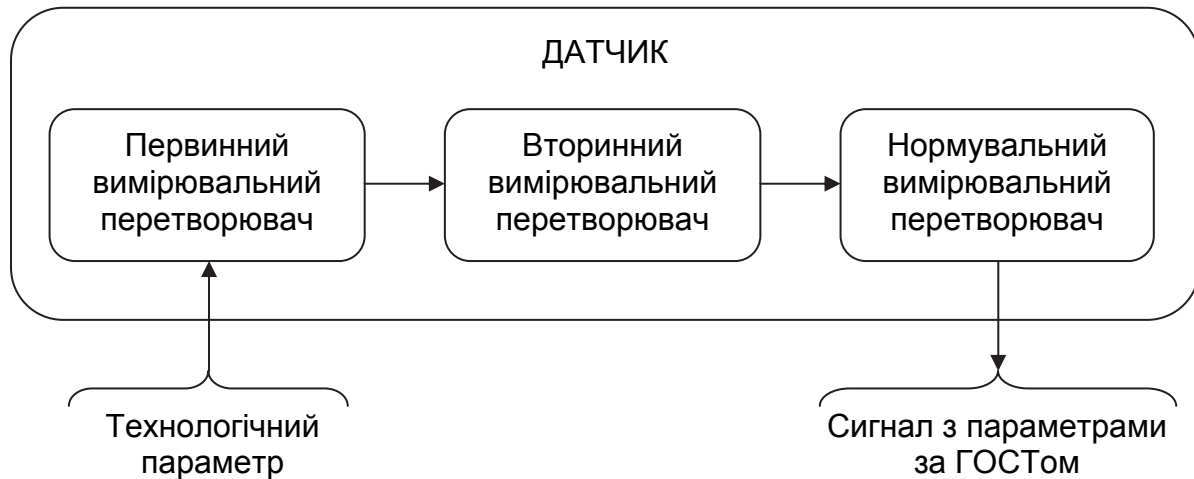 ДАТЧИК
Первинний
вимірювальний
перетворювач
Вторинний
вимірювальний
перетворювач
Нормувальний
вимірювальний
перетворювач
Технологічний
параметр
Сигнал з параметрами
за ГОСТом